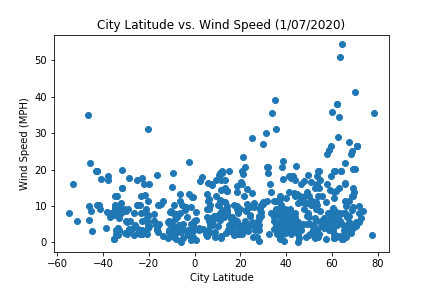 City Latitude vs. Wind Speed (1/07/2020)
Wind Speed (MPH)
50
40
30
20
10
0
−60 −40 −20 0 20 40 60 80
City Latitude